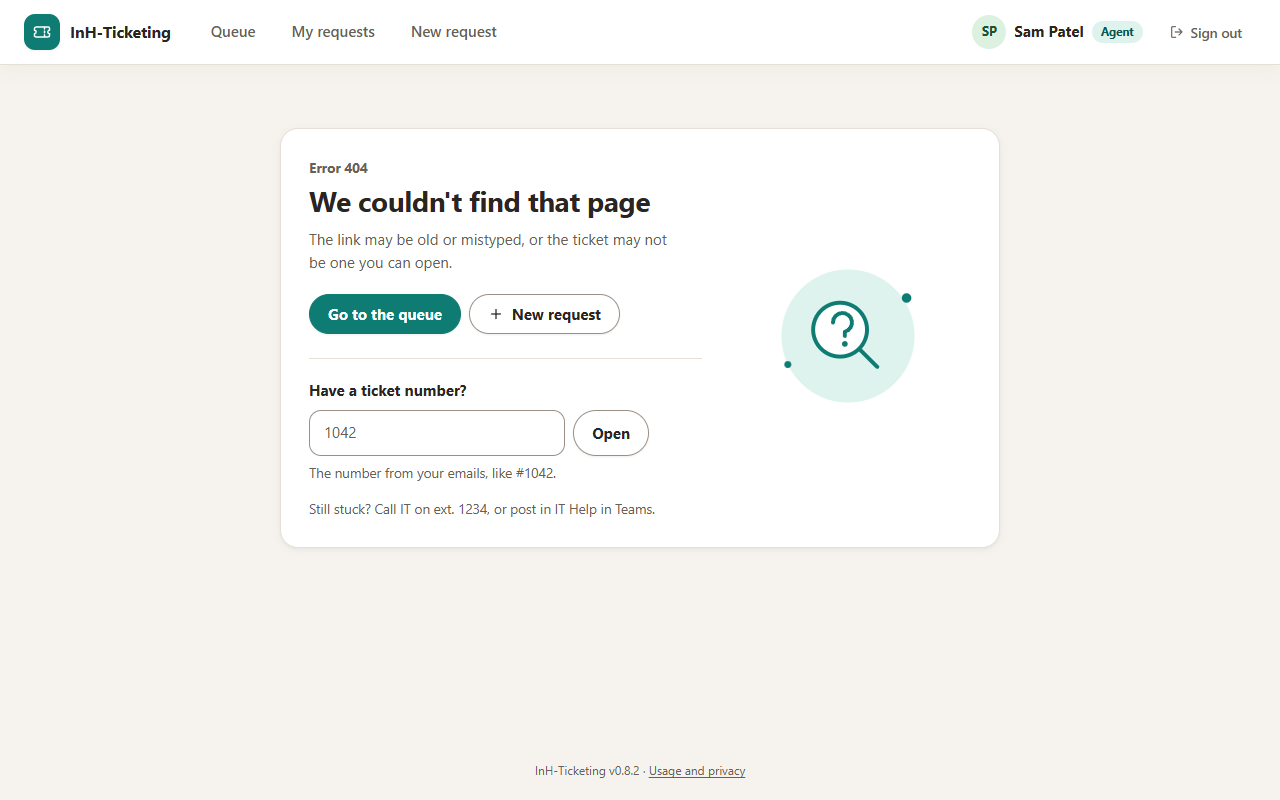 InH-Ticketing
Queue
My requests
New request
SP
Sam Patel
Agent
Sign out
Error 404
We couldn't find that page
The link may be old or mistyped, or the ticket may not
be one you can open.
Go to the queue
+ New request
Have a ticket number?
1042
Open
The number from your emails, like #1042.
Still stuck? Call IT on ext. 1234, or post in IT Help in Teams.
?
InH-Ticketing v0.8.2 · Usage and privacy